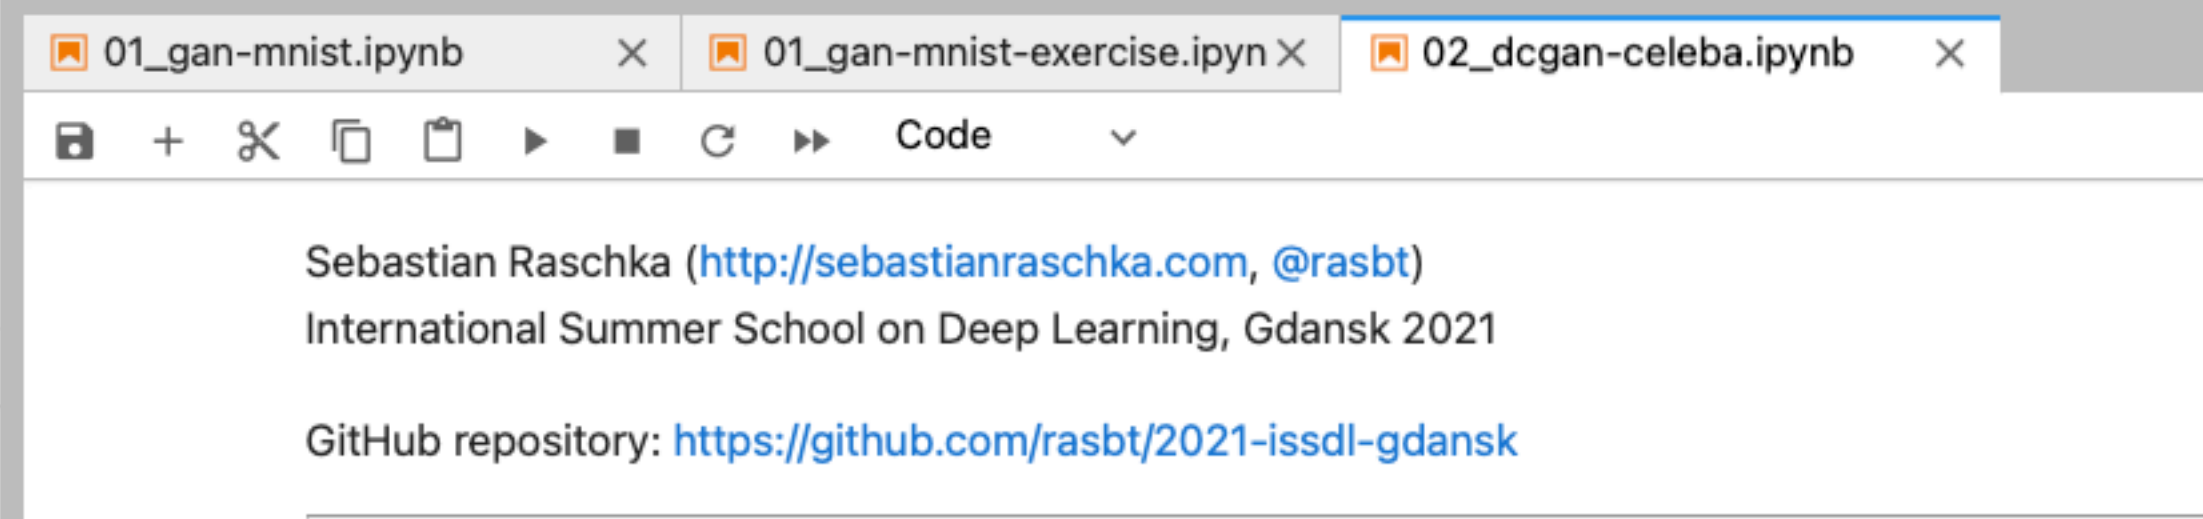 01_gan-mnist.ipynb
01_gan-mnist-exercise.ipyn
02_dcgan-celeba.ipynb
Code
Sebastian Raschka (http://sebastianraschka.com, @rasbt)
International Summer School on Deep Learning, Gdansk 2021
GitHub repository: https://github.com/rasbt/2021-issdl-gdansk